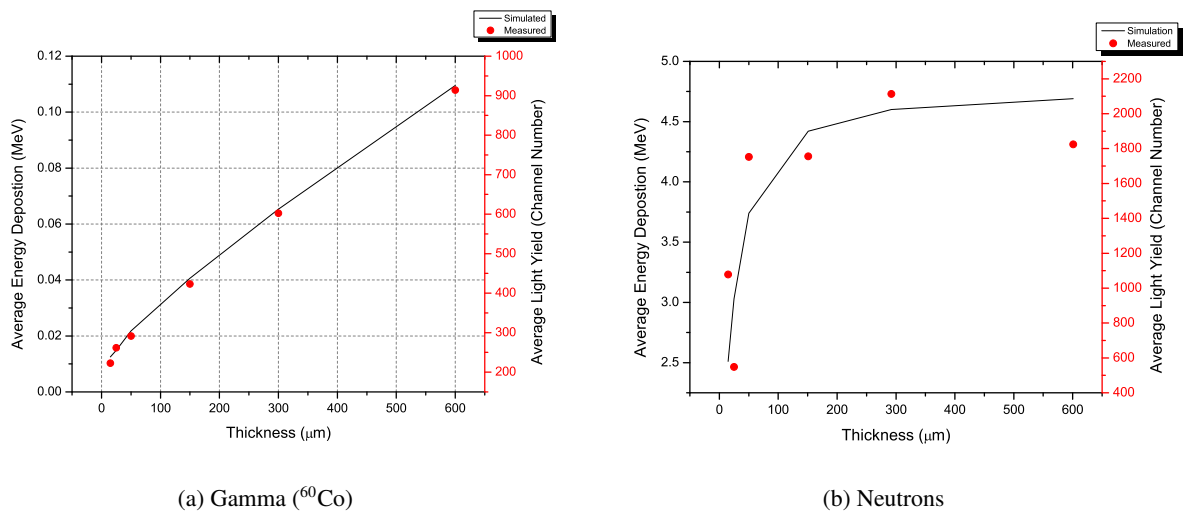 Simulated
Measured
0.12
0.10
0.08
0.06
0.04
0.02
0.00
Average Energy Depostion (MeV)
1000
900
800
700
600
500
400
300
200
Average Light Yield (Channel Number)
0 100 200 300 400 500 600
Thickness (μm)
(a) Gamma (⁶⁰Co)
Simulation
Measured
5.0
4.5
4.0
3.5
3.0
2.5
Average Energy Depostion (MeV)
2200
2000
1800
1600
1400
1200
1000
800
600
400
Average Light Yield (Channel Number)
0 100 200 300 400 500 600
Thickness (μm)
(b) Neutrons